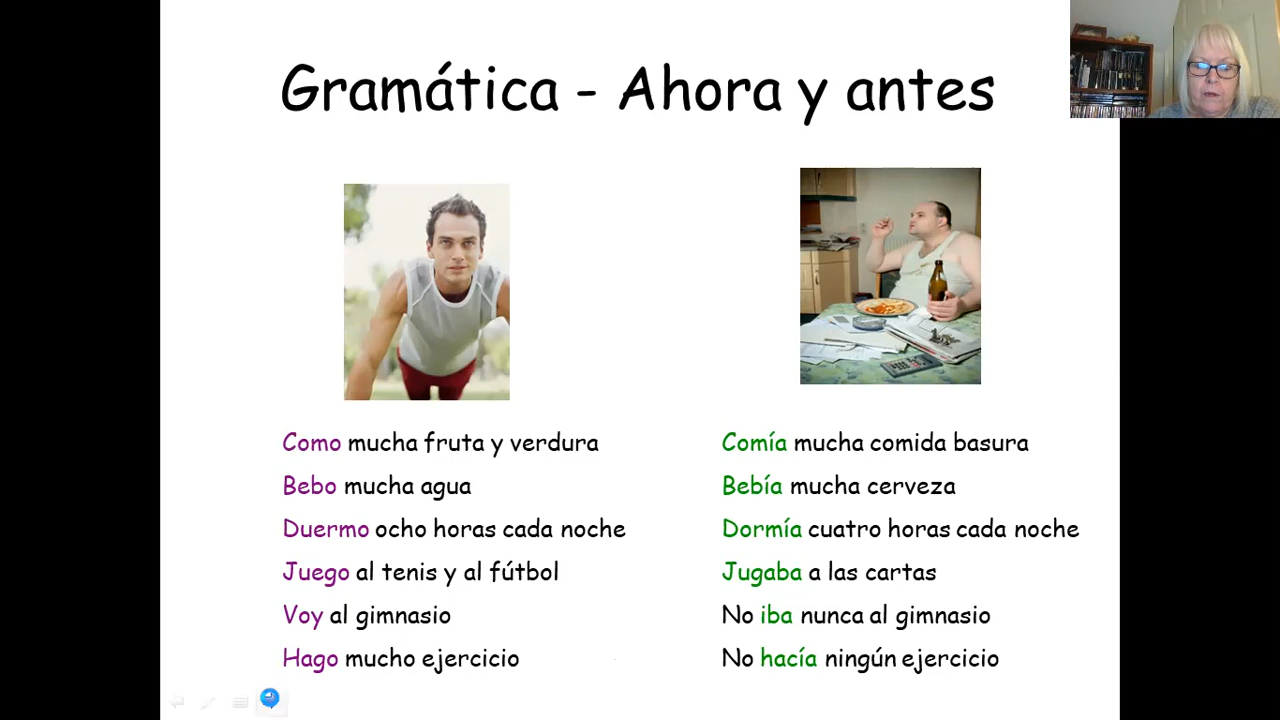 Gramática - Ahora y antes
Como mucha fruta y verdura
Bebo mucha agua
Duermo ocho horas cada noche
Juego al tenis y al fútbol
Voy al gimnasio
Hago mucho ejercicio
Comía mucha comida basura
Bebía mucha cerveza
Dormía cuatro horas cada noche
Jugaba a las cartas
No iba nunca al gimnasio
No hacía ningún ejercicio